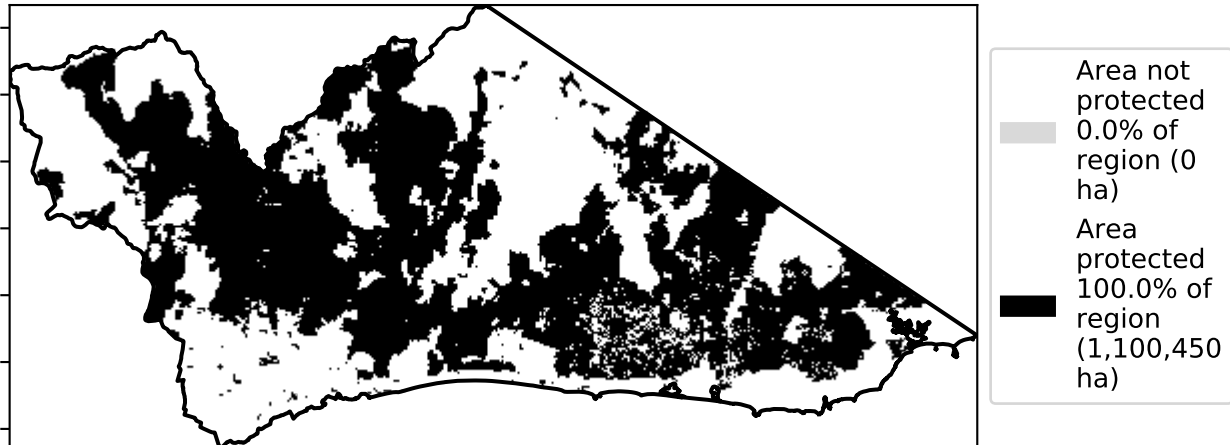 Area not
protected
0.0% of
region (0
ha)
Area
protected
100.0% of
region
(1,100,450
ha)